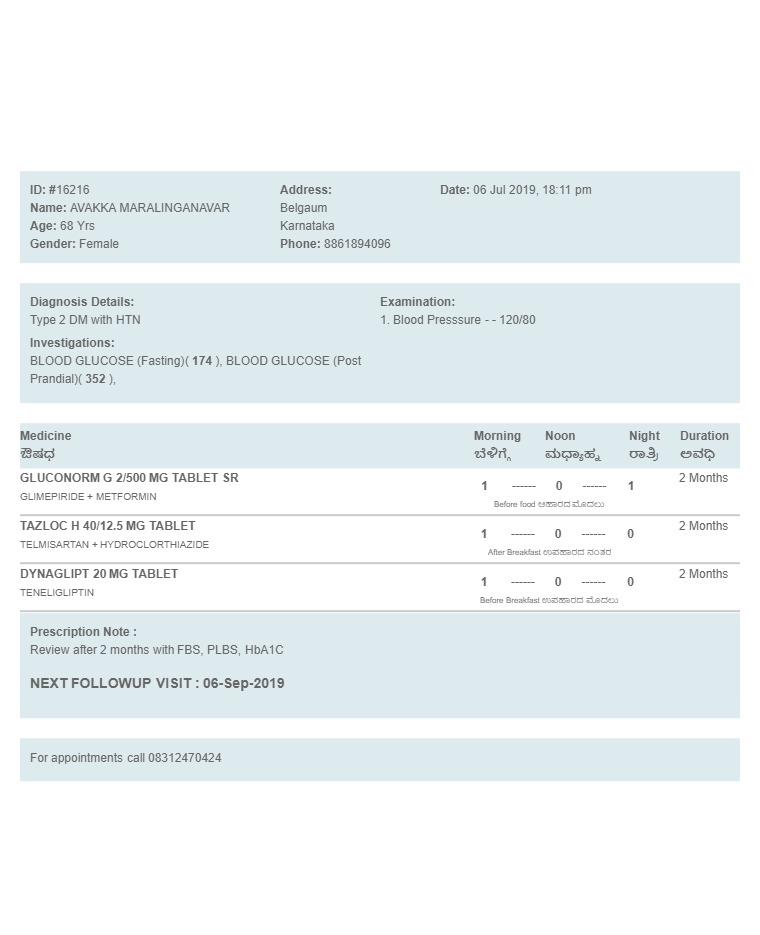 ID: #16216
Name: AVAKKA MARALINGANAVAR
Age: 68 Yrs
Gender: Female
Address:
Belgaum
Karnataka
Phone: 8861894096
Date: 06 Jul 2019, 18:11 pm
Diagnosis Details:
Type 2 DM with HTN
Investigations:
BLOOD GLUCOSE (Fasting)( 174 ), BLOOD GLUCOSE (Post
Prandial)( 352 ),
Examination:
1. Blood Presssure - - 120/80
Medicine Morning Noon Night Duration
ಔಷಧ ಬೆಳಿಗ್ಗೆ ಮಧ್ಯಾಹ್ನ ರಾತ್ರಿ ಅವಧಿ
GLUCONORM G 2/500 MG TABLET SR 1 ------ 0 ------ 1 2 Months
GLIMEPIRIDE + METFORMIN
Before food ಆಹಾರದ ಮೊದಲು
TAZLOC H 40/12.5 MG TABLET 1 ------ 0 ------ 0 2 Months
TELMISARTAN + HYDROCLORTHIAZIDE
After Breakfast ಉಪಹಾರದ ನಂತರ
DYNAGLIPT 20 MG TABLET 1 ------ 0 ------ 0 2 Months
TENELIGLIPTIN
Before Breakfast ಉಪಹಾರದ ಮೊದಲು
Prescription Note :
Review after 2 months with FBS, PLBS, HbA1C
NEXT FOLLOWUP VISIT : 06-Sep-2019
For appointments call 08312470424